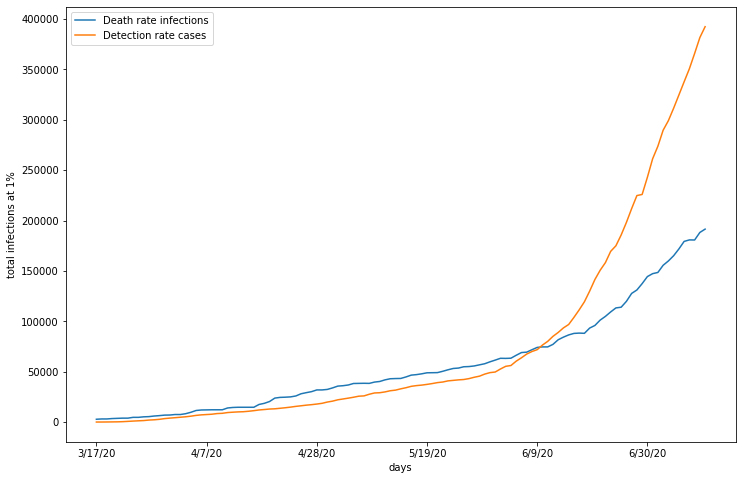 Death rate infections
Detection rate cases
400000
350000
300000
250000
200000
150000
100000
50000
0
total infections at 1%
3/17/20 4/7/20 4/28/20 5/19/20 6/9/20 6/30/20
days